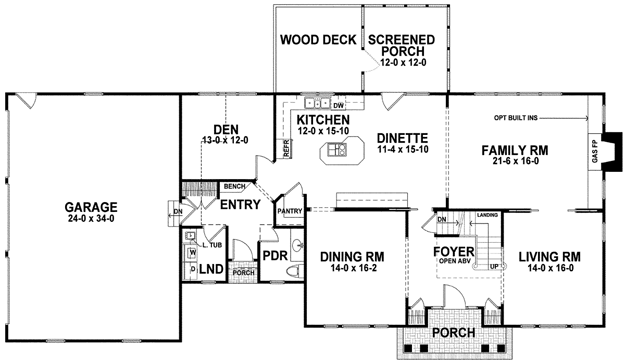 WOOD DECK
SCREENED
PORCH
12-0 x 12-0
DW
KITCHEN
12-0 x 15-10
REFR
DEN
13-0 x 12-0
DINETTE
11-4 x 15-10
OPT BUILT INS
FAMILY RM
21-6 x 16-0
GAS FP
GARAGE
24-0 x 34-0
BENCH
ENTRY
DN
PANTRY
L. TUB
W
D
LND
PORCH
PDR
DINING RM
14-0 x 16-2
DN
LANDING
FOYER
OPEN ABV
UP
LIVING RM
14-0 x 16-0
PORCH